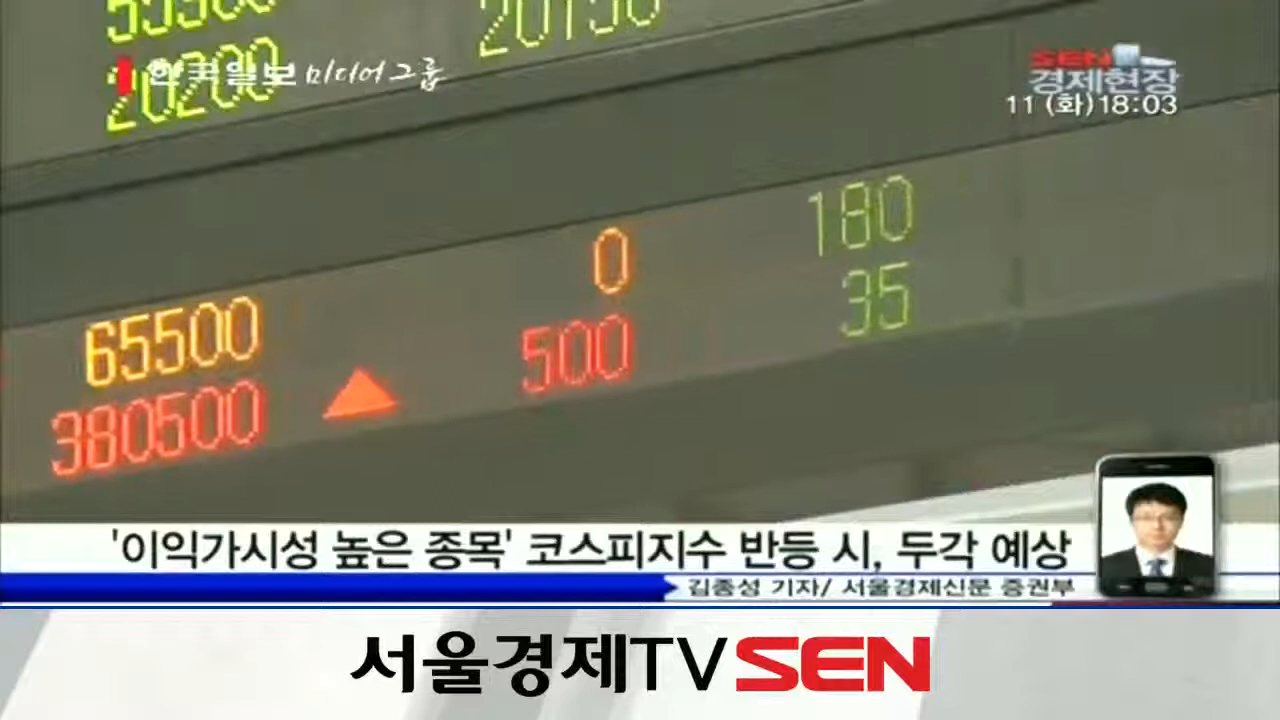 20200
한국일보 미디어그룹
SEN
경제현장
11 (화) 18:03
180
0
35
65500
500
380500
'이익가시성 높은 종목' 코스피지수 반등 시, 두각 예상
김종성 기자/ 서울경제신문 증권부
서울경제TV SEN